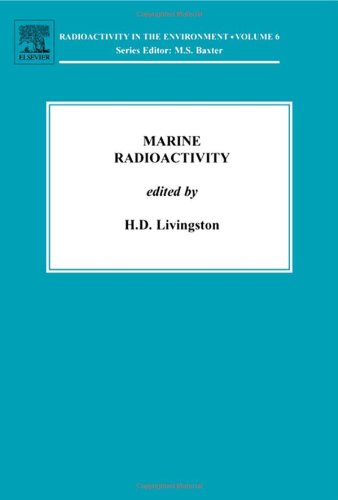 RADIOACTIVITY IN THE ENVIRONMENT • VOLUME 6
Series Editor: M.S. Baxter
ELSEVIER
MARINE
RADIOACTIVITY
edited by
H.D. Livingston